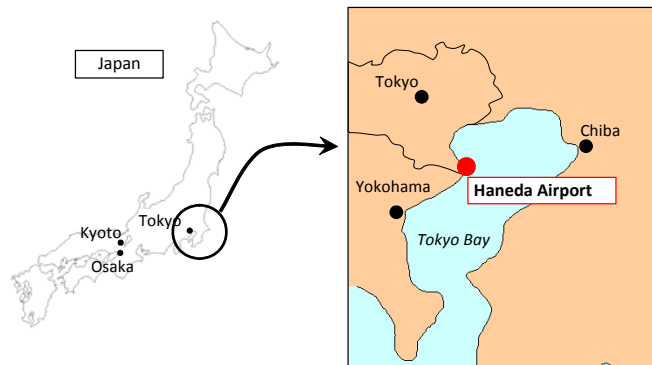 Japan
Tokyo
Kyoto
Osaka
Tokyo
Chiba
Haneda Airport
Yokohama
Tokyo Bay